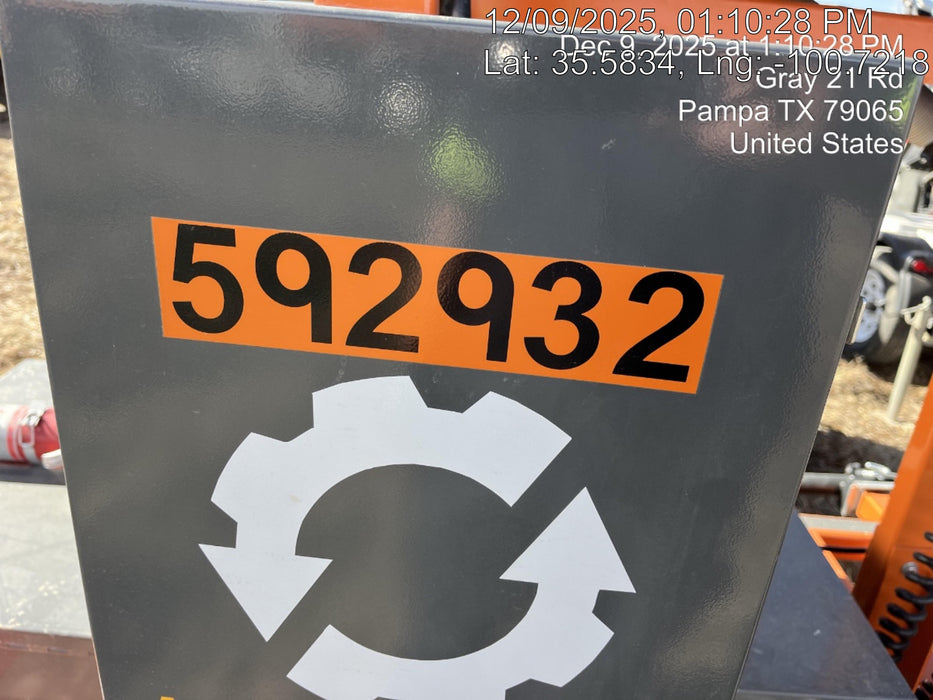 12/09/2025, 01:10:28 PM
Dec 9, 2025 at 1:10:28 PM
Lat: 35.5834, Lng: -100.7218
Gray 21 Rd
Pampa TX 79065
United States
592932